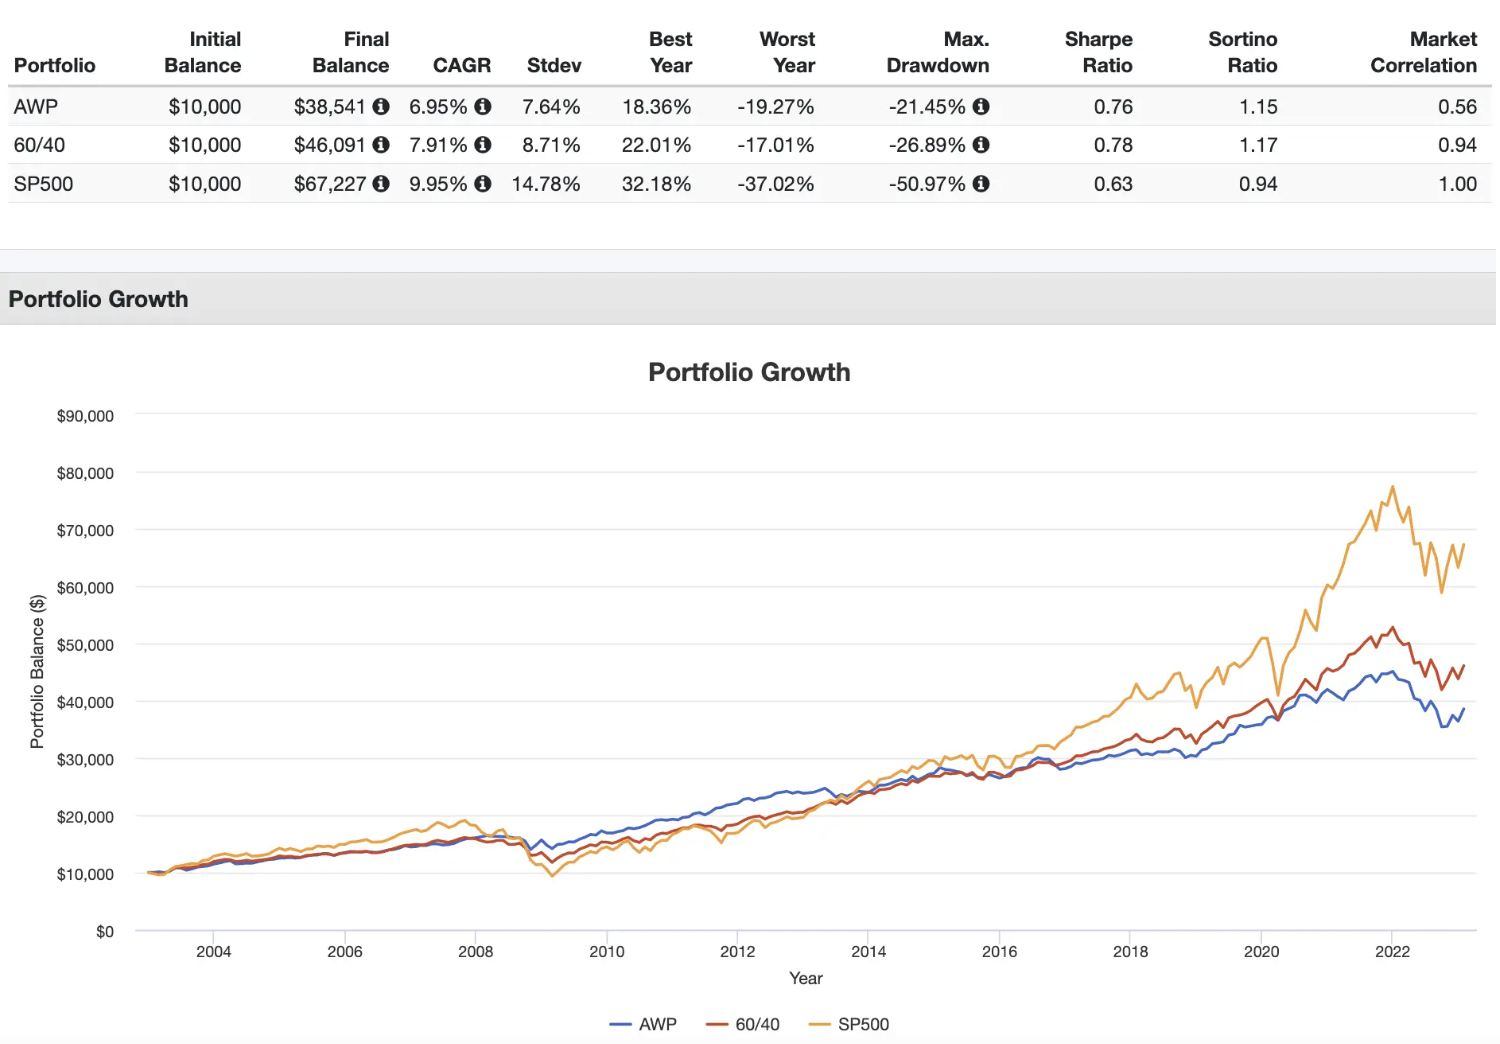 Portfolio Initial Balance Final Balance CAGR Stdev Best Year Worst Year Max. Drawdown Sharpe Ratio Sortino Ratio Market Correlation
AWP $10,000 $38,541 6.95% 7.64% 18.36% -19.27% -21.45% 0.76 1.15 0.56
60/40 $10,000 $46,091 7.91% 8.71% 22.01% -17.01% -26.89% 0.78 1.17 0.94
SP500 $10,000 $67,227 9.95% 14.78% 32.18% -37.02% -50.97% 0.63 0.94 1.00
Portfolio Growth
Portfolio Growth
$90,000
$80,000
$70,000
$60,000
$50,000
$40,000
$30,000
$20,000
$10,000
$0
Portfolio Balance ($)
2004 2006 2008 2010 2012 2014 2016 2018 2020 2022
Year
AWP 60/40 SP500